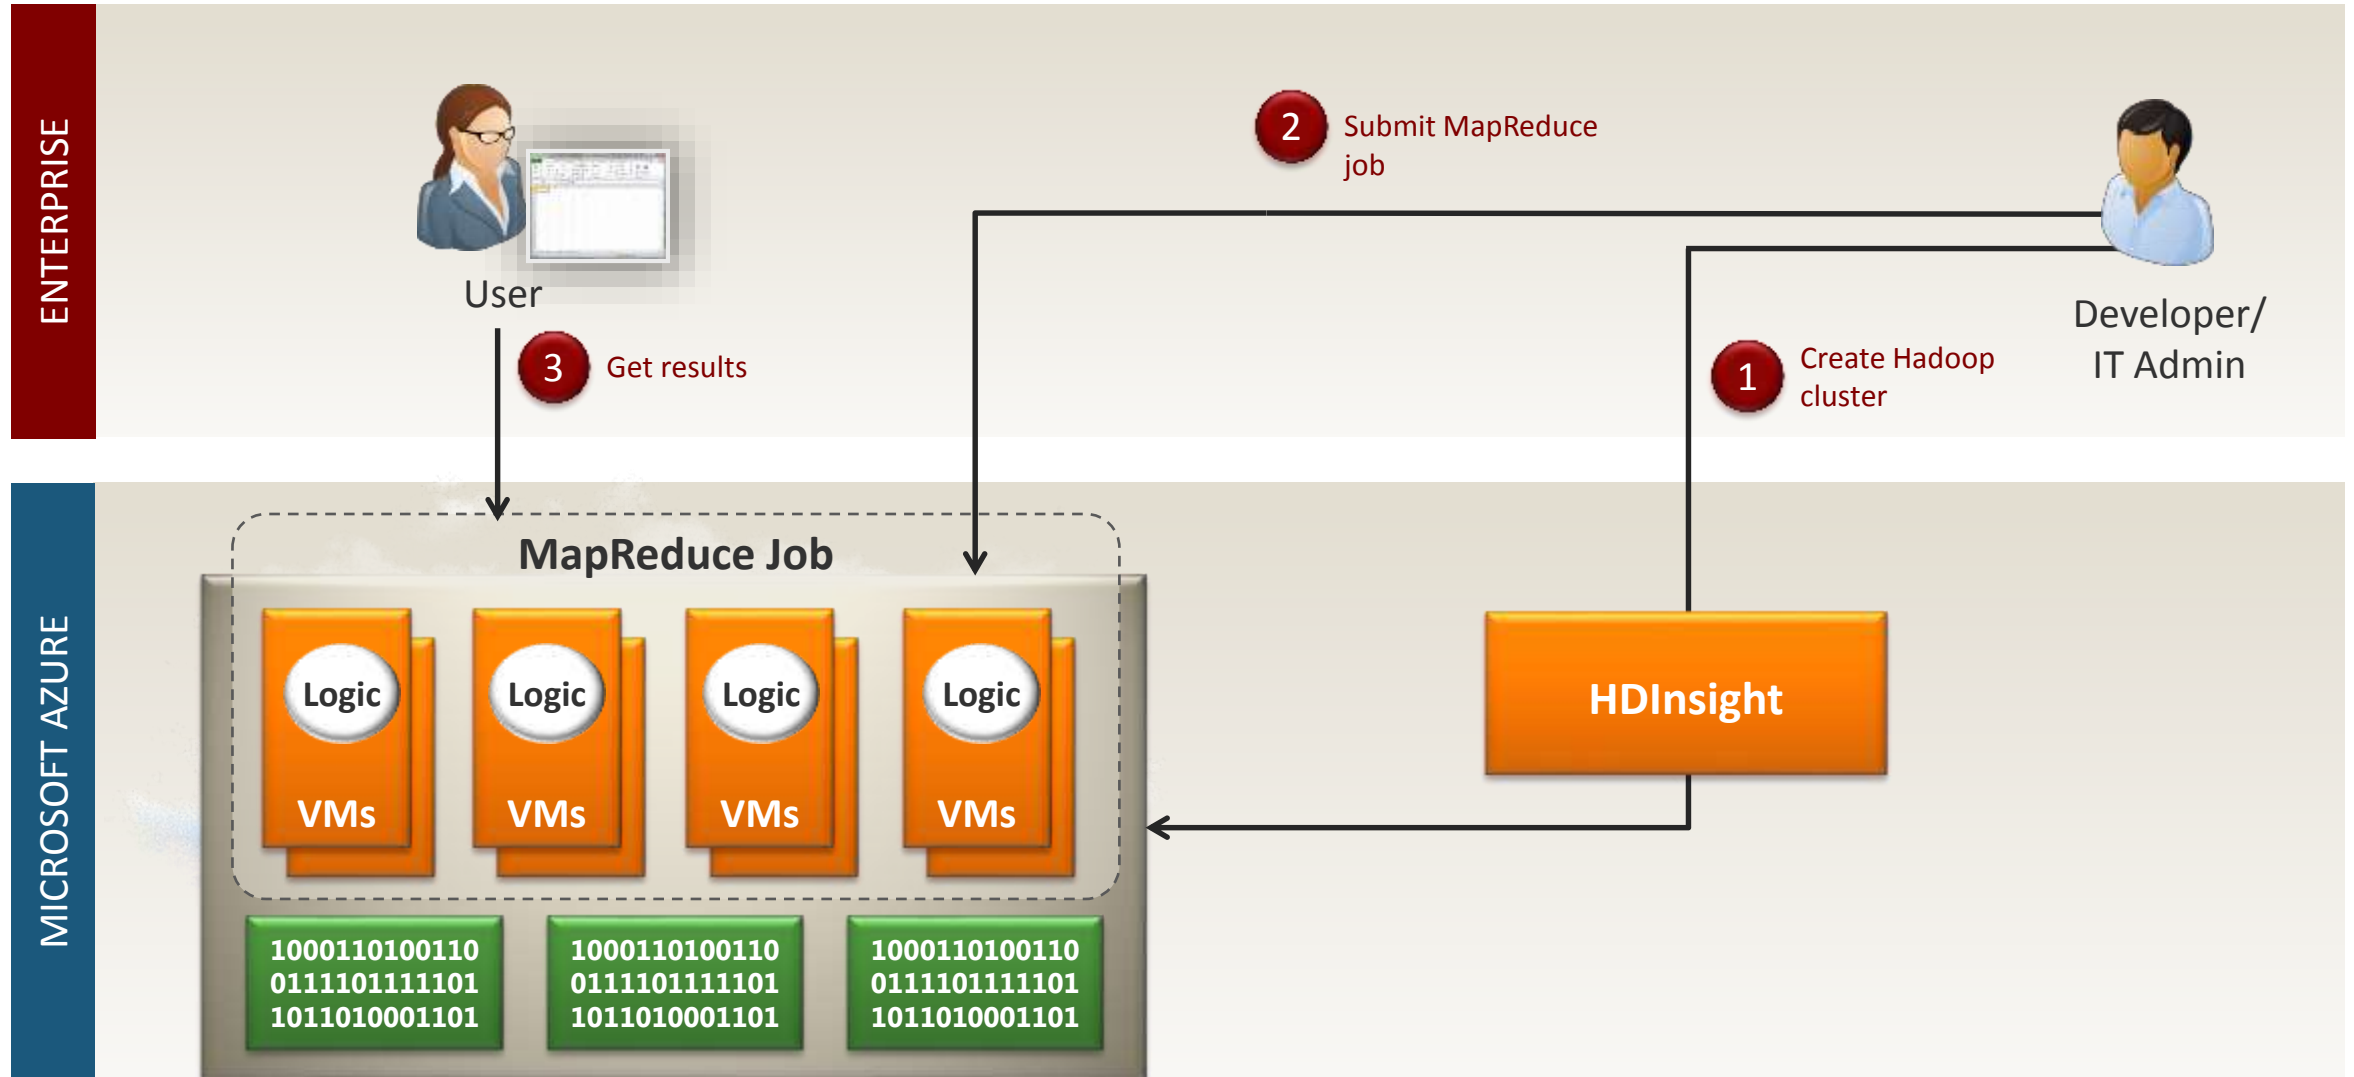 ENTERPRISE
User
3
Get results
2
Submit MapReduce
job
1
Create Hadoop
cluster
Developer/
IT Admin
MICROSOFT AZURE
MapReduce Job
Logic
VMs
Logic
VMs
Logic
VMs
Logic
VMs
HDInsight
1000110100110
0111101111101
1011010001101
1000110100110
0111101111101
1011010001101
1000110100110
0111101111101
1011010001101